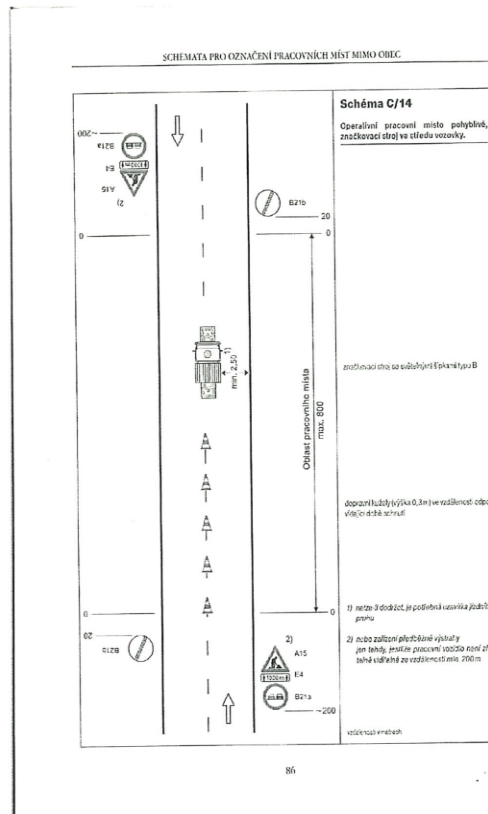 SCHÉMATA PRO OZNAČENÍ PRACOVNÍCH MÍST MIMO OBEC
Schéma C/14
Operativní pracovní místo pohyblivé,
značkovací stroj ve středu vozovky.
~200
B21a
E4
A15
2)
0
B21b
20
0
1)
min. 2,50
značkovací stroj se světelnými šipkami typu B
Oblast pracovního místa
max. 800
dopravní kužely (výška 0,3 m) ve vzdálenosti odpo
vídající době schnutí
0
0
1) nelze-li dodržet, je potřebná uzavírka jízdníh
pruhu
20
B21b
2)
A15
E4
1000m
B21a
~200
2) nebo zařízení předběžné výstrahy
jen tehdy, jestliže pracovní vozidlo není zř
telně viditelné ze vzdálenosti min. 200 m
vzdálenosti v metrech
86